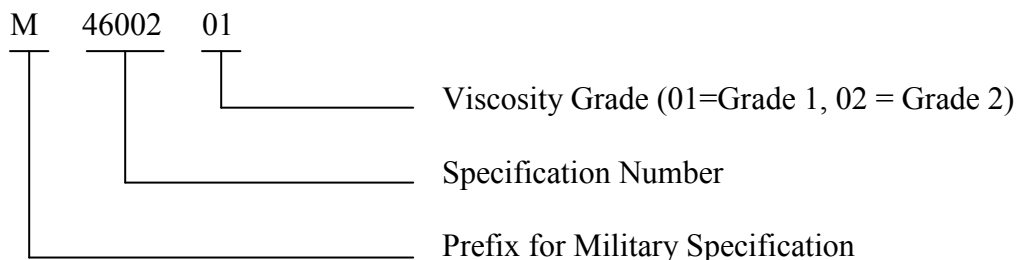 M 46002 01
Viscosity Grade (01=Grade 1, 02 = Grade 2)
Specification Number
Prefix for Military Specification